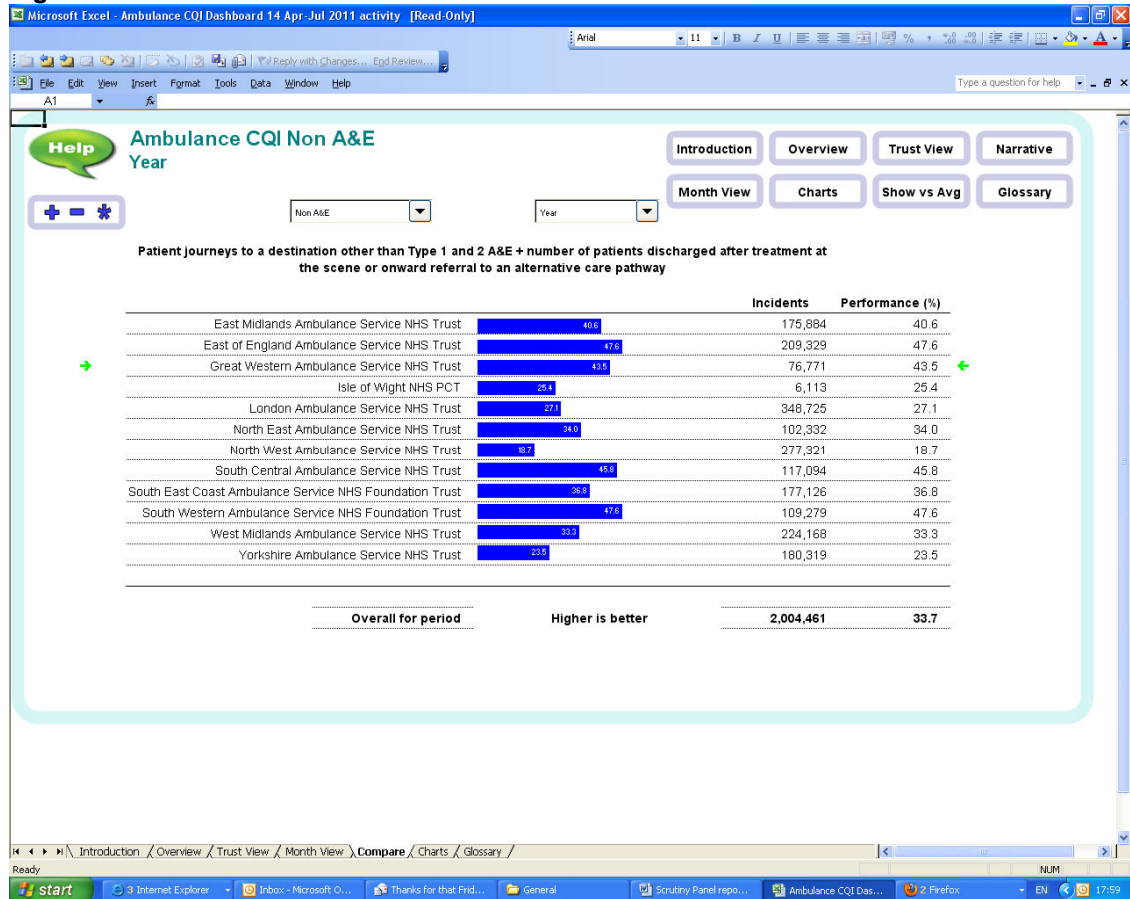 Microsoft Excel - Ambulance CQI Dashboard 14 Apr-Jul 2011 activity [Read-Only]
Arial 11 B I U % ,
Reply with Changes... End Review...
File Edit View Insert Format Tools Data Window Help Type a question for help
A1 fx
Help
Ambulance CQI Non A&E
Year
Introduction Overview Trust View Narrative
Month View Charts Show vs Avg Glossary
Non A&E Year
Patient journeys to a destination other than Type 1 and 2 A&E + number of patients discharged after treatment at
the scene or onward referral to an alternative care pathway
Incidents Performance (%)
East Midlands Ambulance Service NHS Trust 40.6 175,884 40.6
East of England Ambulance Service NHS Trust 47.6 209,329 47.6
Great Western Ambulance Service NHS Trust 43.5 76,771 43.5
Isle of Wight NHS PCT 25.4 6,113 25.4
London Ambulance Service NHS Trust 27.1 348,725 27.1
North East Ambulance Service NHS Trust 34.0 102,332 34.0
North West Ambulance Service NHS Trust 18.7 277,321 18.7
South Central Ambulance Service NHS Trust 45.8 117,094 45.8
South East Coast Ambulance Service NHS Foundation Trust 36.8 177,126 36.8
South Western Ambulance Service NHS Foundation Trust 47.6 109,279 47.6
West Midlands Ambulance Service NHS Trust 33.3 224,168 33.3
Yorkshire Ambulance Service NHS Trust 23.5 180,319 23.5
Overall for period Higher is better 2,004,461 33.7
Introduction / Overview / Trust View / Month View \ Compare / Charts / Glossary /
Ready NUM
start 3 Internet Explorer Inbox - Microsoft O... Thanks for that Frid... General Scrutiny Panel repo... Ambulance CQI Das... 2 Firefox EN 17:59